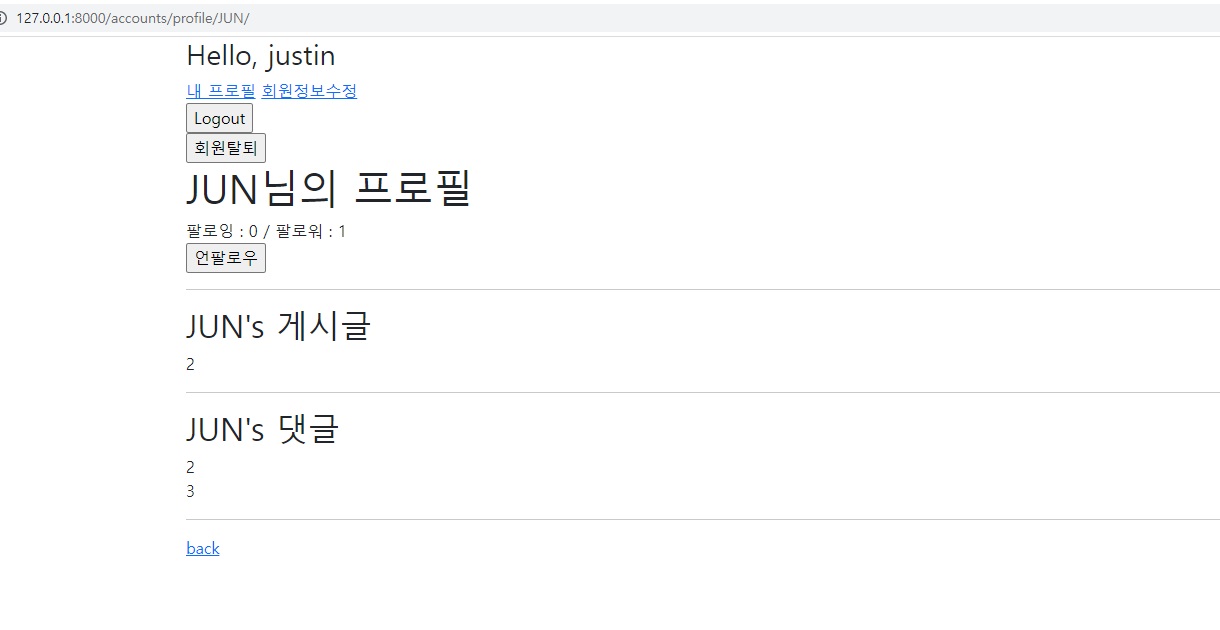 127.0.0.1:8000/accounts/profile/JUN/
Hello, justin
내 프로필 회원정보수정
Logout
회원탈퇴
JUN님의 프로필
팔로잉 : 0 / 팔로워 : 1
언팔로우
JUN's 게시글
2
JUN's 댓글
2
3
back